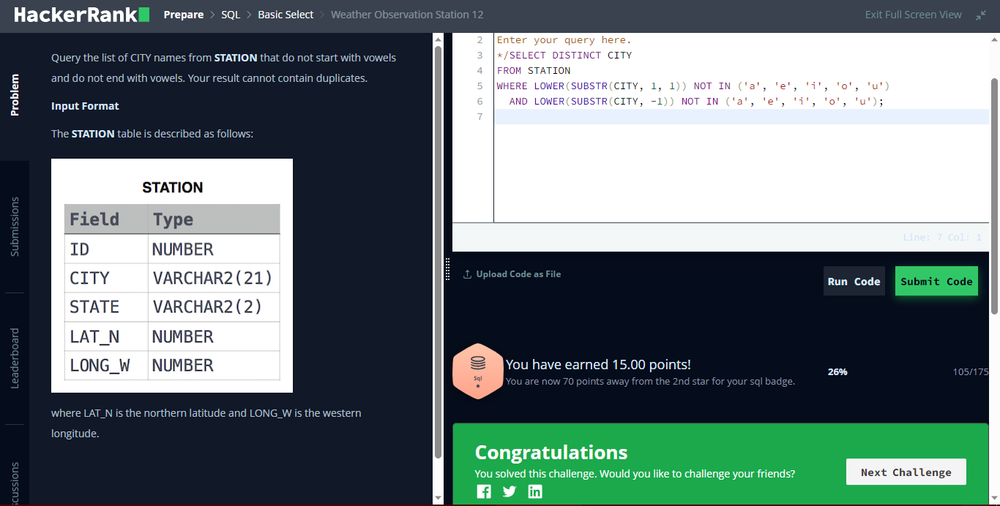 HackerRank Prepare > SQL > Basic Select > Weather Observation Station 12 Exit Full Screen View
Problem
Submissions
Leaderboard
cussions
Query the list of CITY names from STATION that do not start with vowels
and do not end with vowels. Your result cannot contain duplicates.
Input Format
The STATION table is described as follows:
STATION
Field Type
ID NUMBER
CITY VARCHAR2(21)
STATE VARCHAR2(2)
LAT_N NUMBER
LONG_W NUMBER
where LAT_N is the northern latitude and LONG_W is the western
longitude.
2 Enter your query here.
3 */SELECT DISTINCT CITY
4 FROM STATION
5 WHERE LOWER(SUBSTR(CITY, 1, 1)) NOT IN ('a', 'e', 'i', 'o', 'u')
6 AND LOWER(SUBSTR(CITY, -1)) NOT IN ('a', 'e', 'i', 'o', 'u');
7
Line: 7 Col: 1
Upload Code as File
Run Code
Submit Code
Sql
You have earned 15.00 points!
You are now 70 points away from the 2nd star for your sql badge.
26%
105/175
Congratulations
You solved this challenge. Would you like to challenge your friends?
Next Challenge